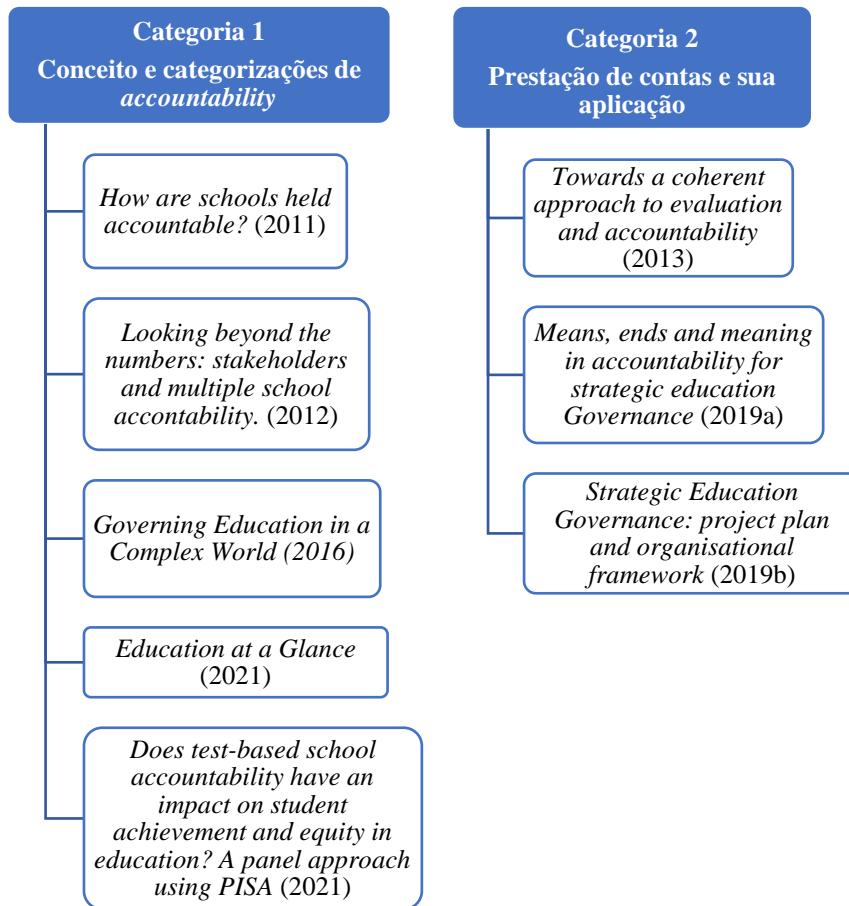 Categoria 1
Conceito e categorizações de
accountability
How are schools held
accountable? (2011)
Looking beyond the
numbers: stakeholders
and multiple school
accontability. (2012)
Governing Education in a
Complex World (2016)
Education at a Glance
(2021)
Does test-based school
accountability have an
impact on student
achievement and equity in
education? A panel approach
using PISA (2021)
Categoria 2
Prestação de contas e sua
aplicação
Towards a coherent
approach to evaluation
and accountability
(2013)
Means, ends and meaning
in accountability for
strategic education
Governance (2019a)
Strategic Education
Governance: project plan
and organisational
framework (2019b)